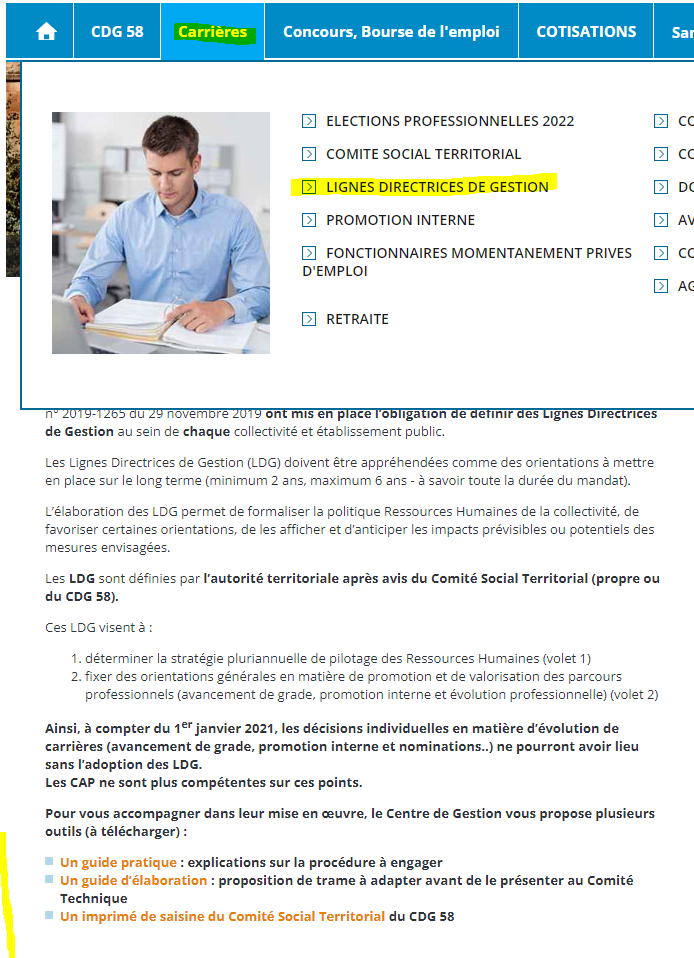 CDG 58
Carrières
Concours, Bourse de l'emploi
COTISATIONS
ELECTIONS PROFESSIONNELLES 2022
COMITE SOCIAL TERRITORIAL
LIGNES DIRECTRICES DE GESTION
PROMOTION INTERNE
FONCTIONNAIRES MOMENTANEMENT PRIVES
D'EMPLOI
RETRAITE
n° 2019-1265 du 29 novembre 2019 ont mis en place l'obligation de définir des Lignes Directrices
de Gestion au sein de chaque collectivité et établissement public.
Les Lignes Directrices de Gestion (LDG) doivent être appréhendées comme des orientations à mettre
en place sur le long terme (minimum 2 ans, maximum 6 ans - à savoir toute la durée du mandat).
L'élaboration des LDG permet de formaliser la politique Ressources Humaines de la collectivité, de
favoriser certaines orientations, de les afficher et d'anticiper les impacts prévisibles ou potentiels des
mesures envisagées.
Les LDG sont définies par l'autorité territoriale après avis du Comité Social Territorial (propre ou
du CDG 58).
Ces LDG visent à :
1. déterminer la stratégie pluriannuelle de pilotage des Ressources Humaines (volet 1)
2. fixer des orientations générales en matière de promotion et de valorisation des parcours
professionnels (avancement de grade, promotion interne et évolution professionnelle) (volet 2)
Ainsi, à compter du 1er janvier 2021, les décisions individuelles en matière d'évolution de
carrières (avancement de grade, promotion interne et nominations..) ne pourront avoir lieu
sans l'adoption des LDG.
Les CAP ne sont plus compétentes sur ces points.
Pour vous accompagner dans leur mise en œuvre, le Centre de Gestion vous propose plusieurs
outils (à télécharger) :
Un guide pratique : explications sur la procédure à engager
Un guide d'élaboration : proposition de trame à adapter avant de le présenter au Comité
Technique
Un imprimé de saisine du Comité Social Territorial du CDG 58